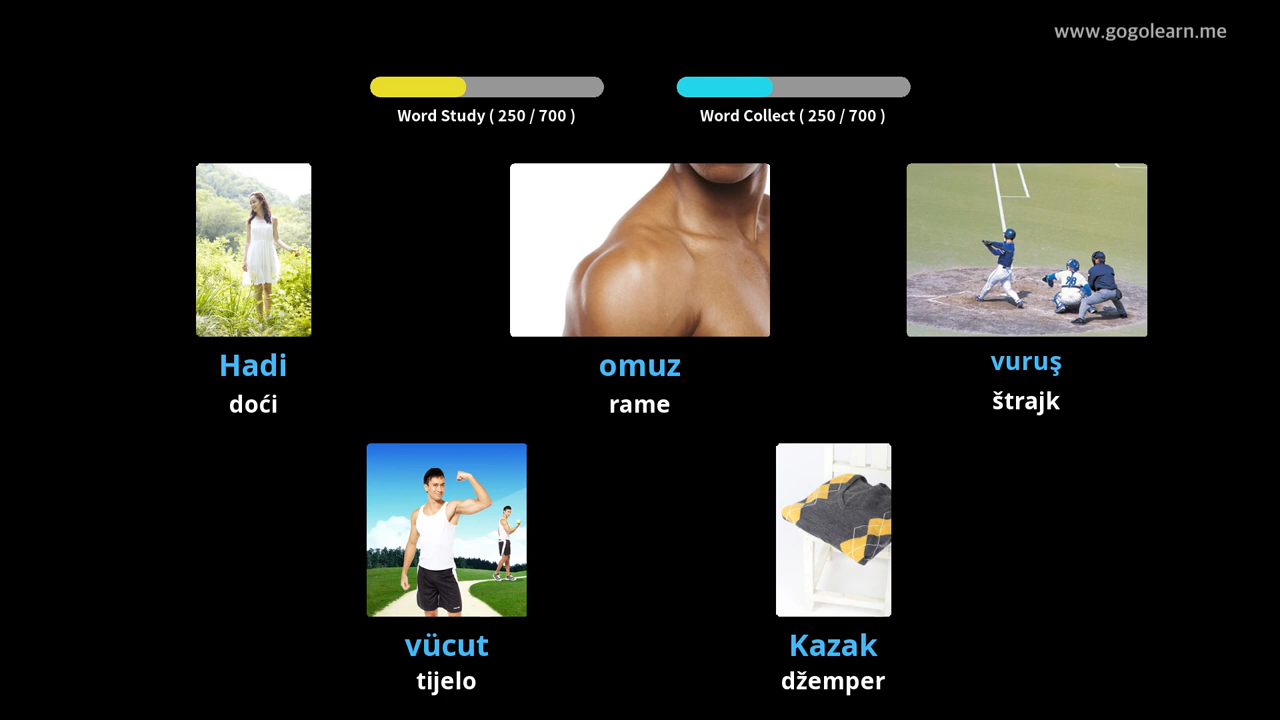 www.gogolearn.me
Word Study ( 250 / 700 )
Word Collect ( 250 / 700 )
Hadi
doći
omuz
rame
vuruş
štrajk
vücut
tijelo
Kazak
džemper